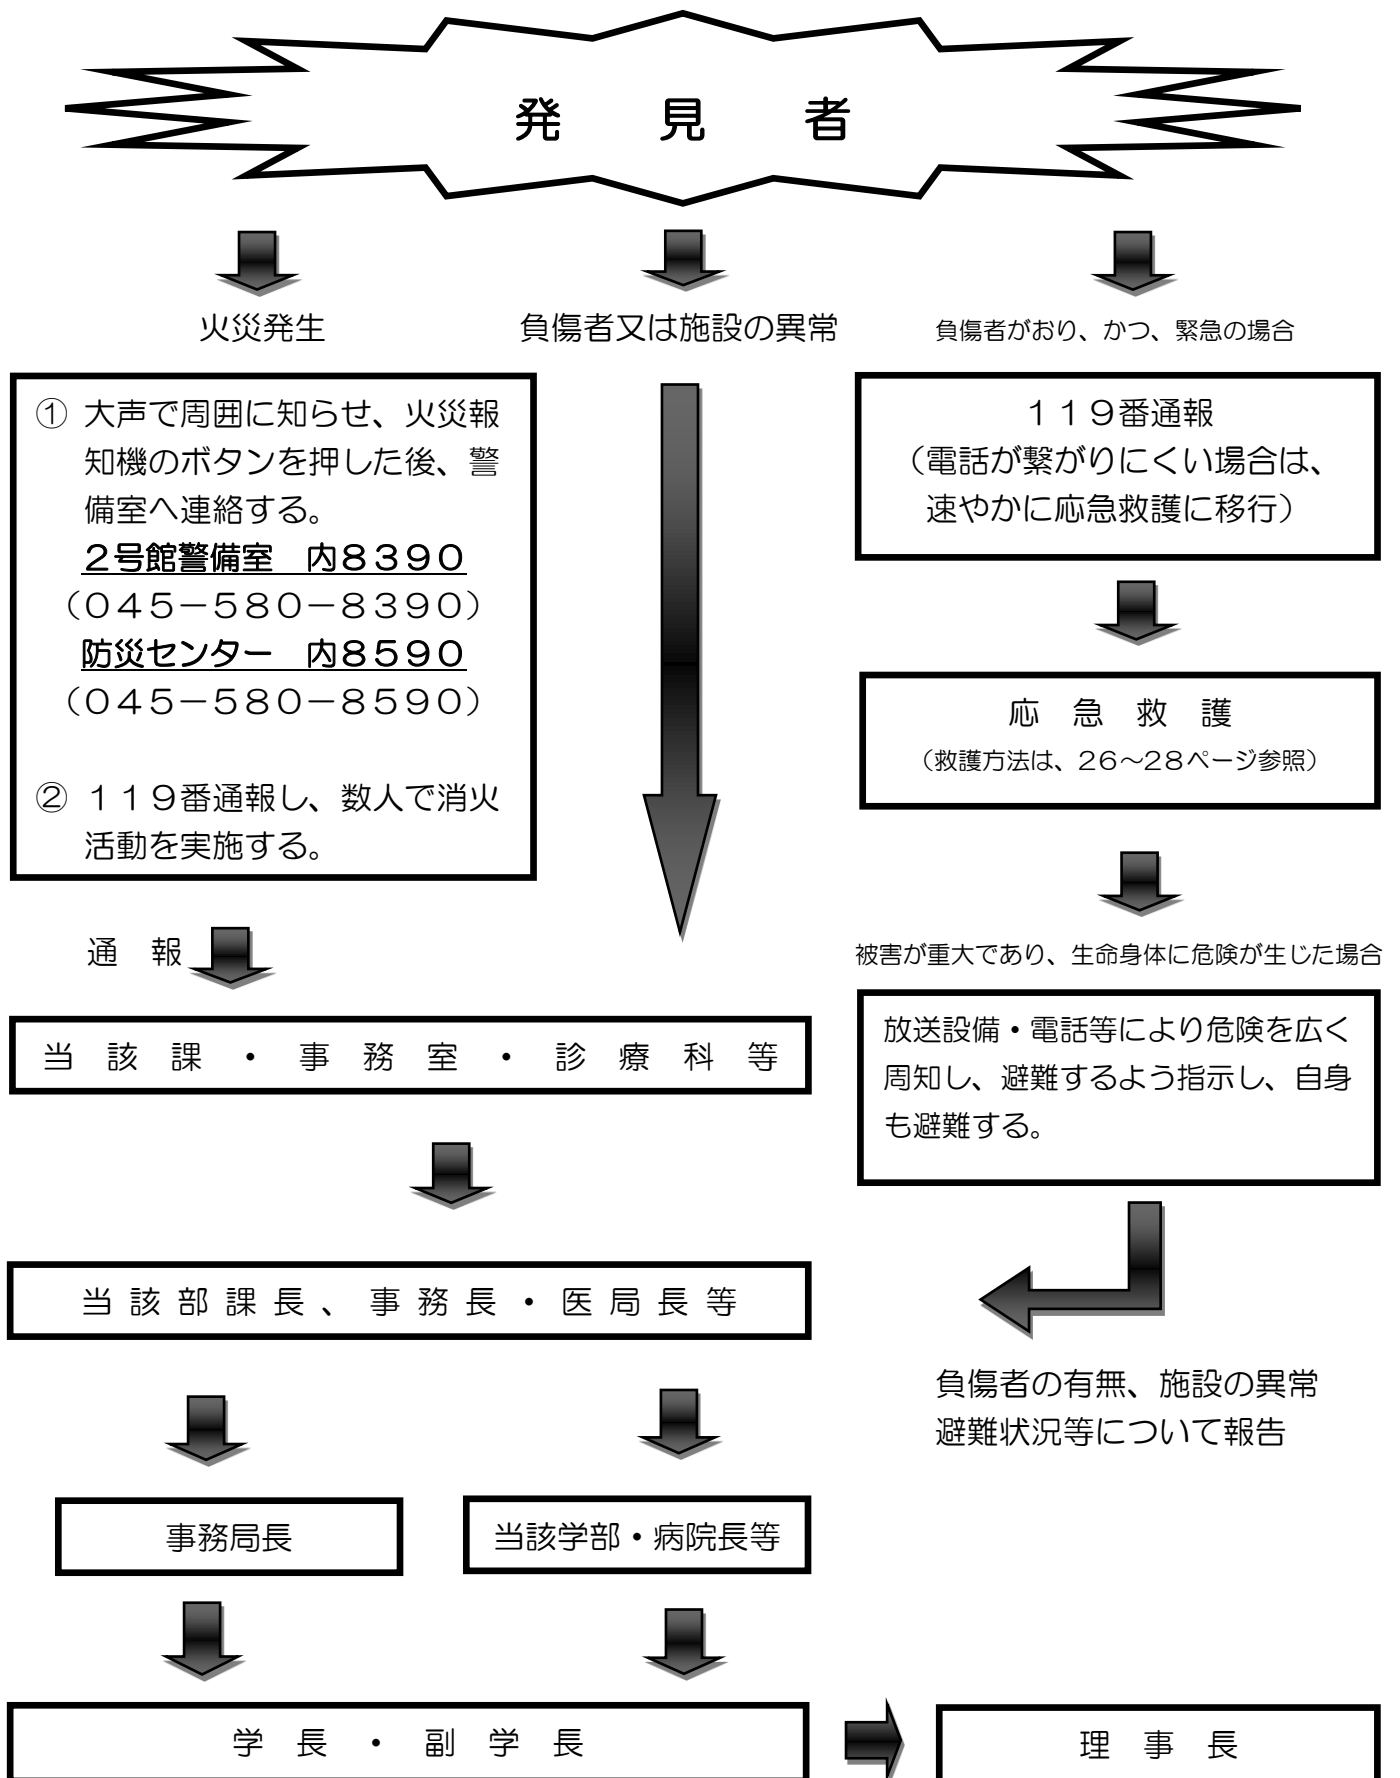 発　見　者
火災発生
負傷者又は施設の異常
負傷者がおり、かつ、緊急の場合
① 大声で周囲に知らせ、火災報
知機のボタンを押した後、警
備室へ連絡する。
２号館警備室　内８３９０
（０４５－５８０－８３９０）
防災センター　内８５９０
（０４５－５８０－８５９０）
② １１９番通報し、数人で消火
活動を実施する。
１１９番通報
（電話が繋がりにくい場合は、
速やかに応急救護に移行）
応　急　救　護
（救護方法は、２６～２８ページ参照）
通　報
被害が重大であり、生命身体に危険が生じた場合
放送設備・電話等により危険を広く
周知し、避難するよう指示し、自身
も避難する。
当　該　課　・　事　務　室　・　診　療　科　等
当 該 部 課 長 、 事 務 長 ・ 医 局 長 等
負傷者の有無、施設の異常
避難状況等について報告
事務局長
当該学部・病院長等
学　長　・　副　学　長
理　事　長